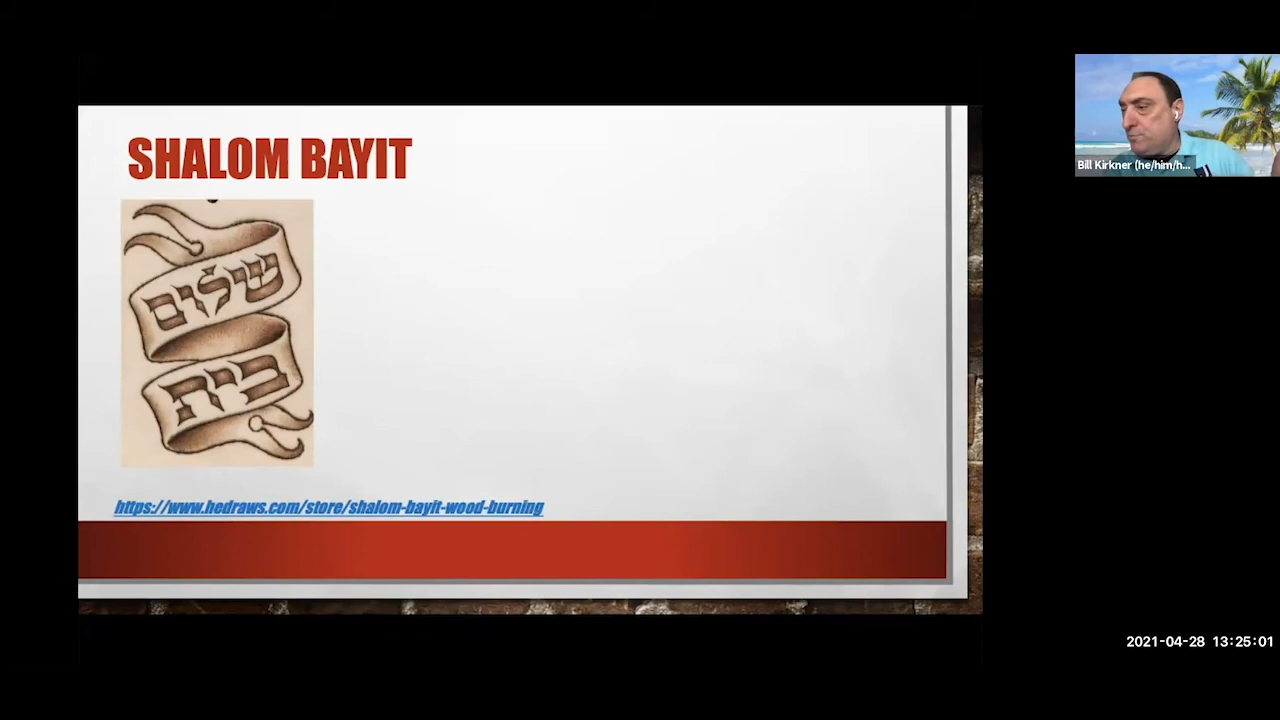 SHALOM BAYIT
שלום
בית
https://www.hedraws.com/store/shalom-bayit-wood-burning
Bill Kirkner (he/him/h...
2021-04-28 13:25:01